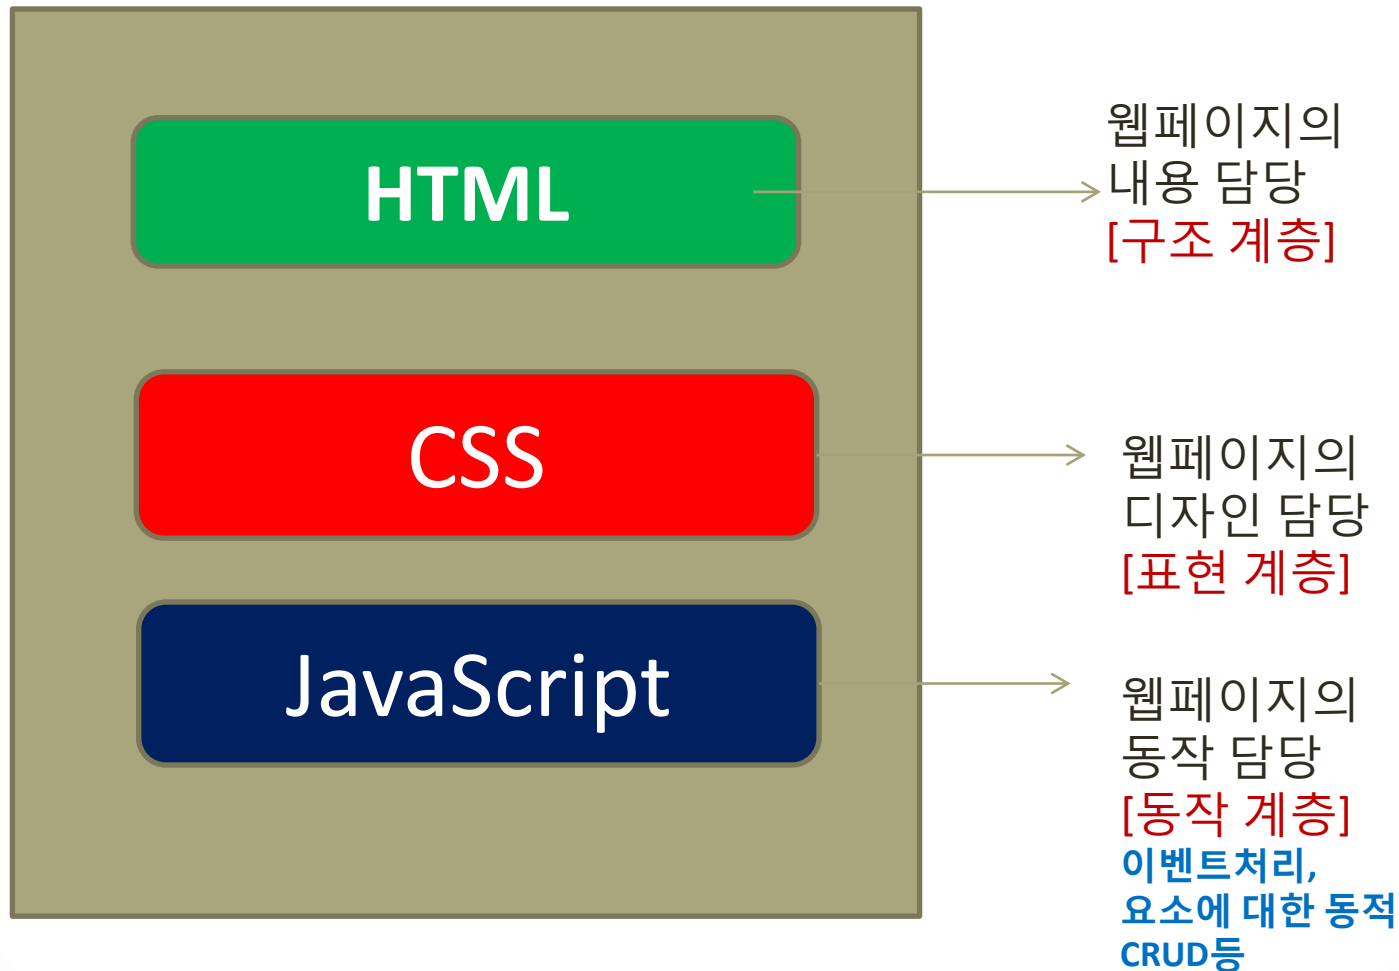 HTML
웹페이지의
내용 담당
[구조 계층]
CSS
웹페이지의
디자인 담당
[표현 계층]
JavaScript
웹페이지의
동작 담당
[동작 계층]
이벤트처리,
요소에 대한 동적
CRUD등